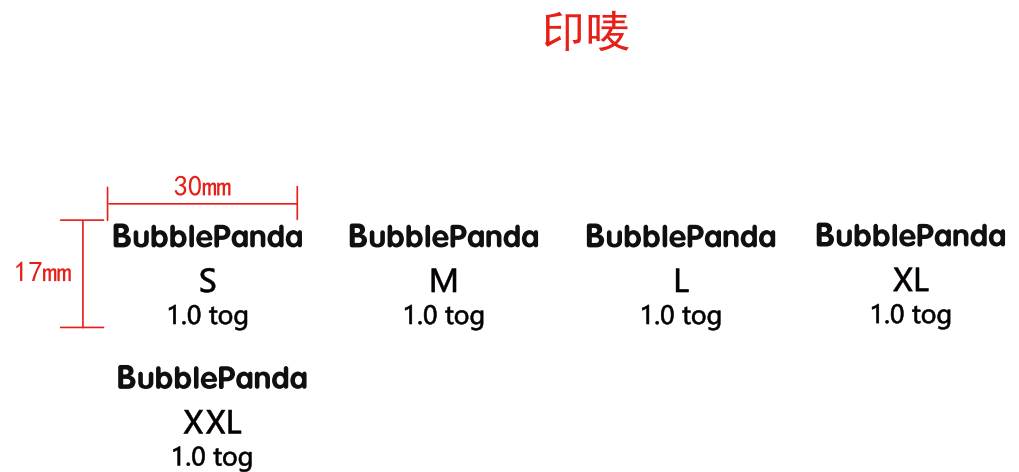 印唛
30mm
17mm
BubblePanda BubblePanda BubblePanda BubblePanda
S M L XL
1.0 tog 1.0 tog 1.0 tog 1.0 tog
BubblePanda
XXL
1.0 tog